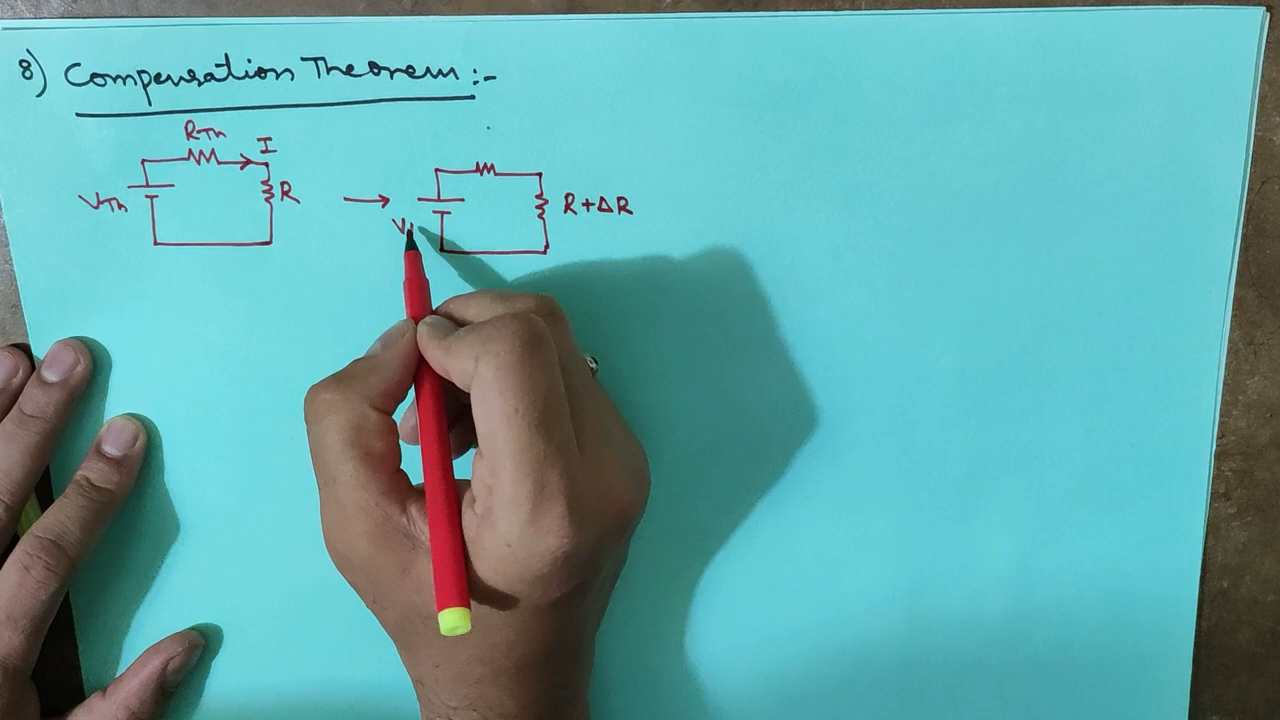 8) Compensation Theorem :-
RTh
I
VTh
R
→
R+ΔR
V